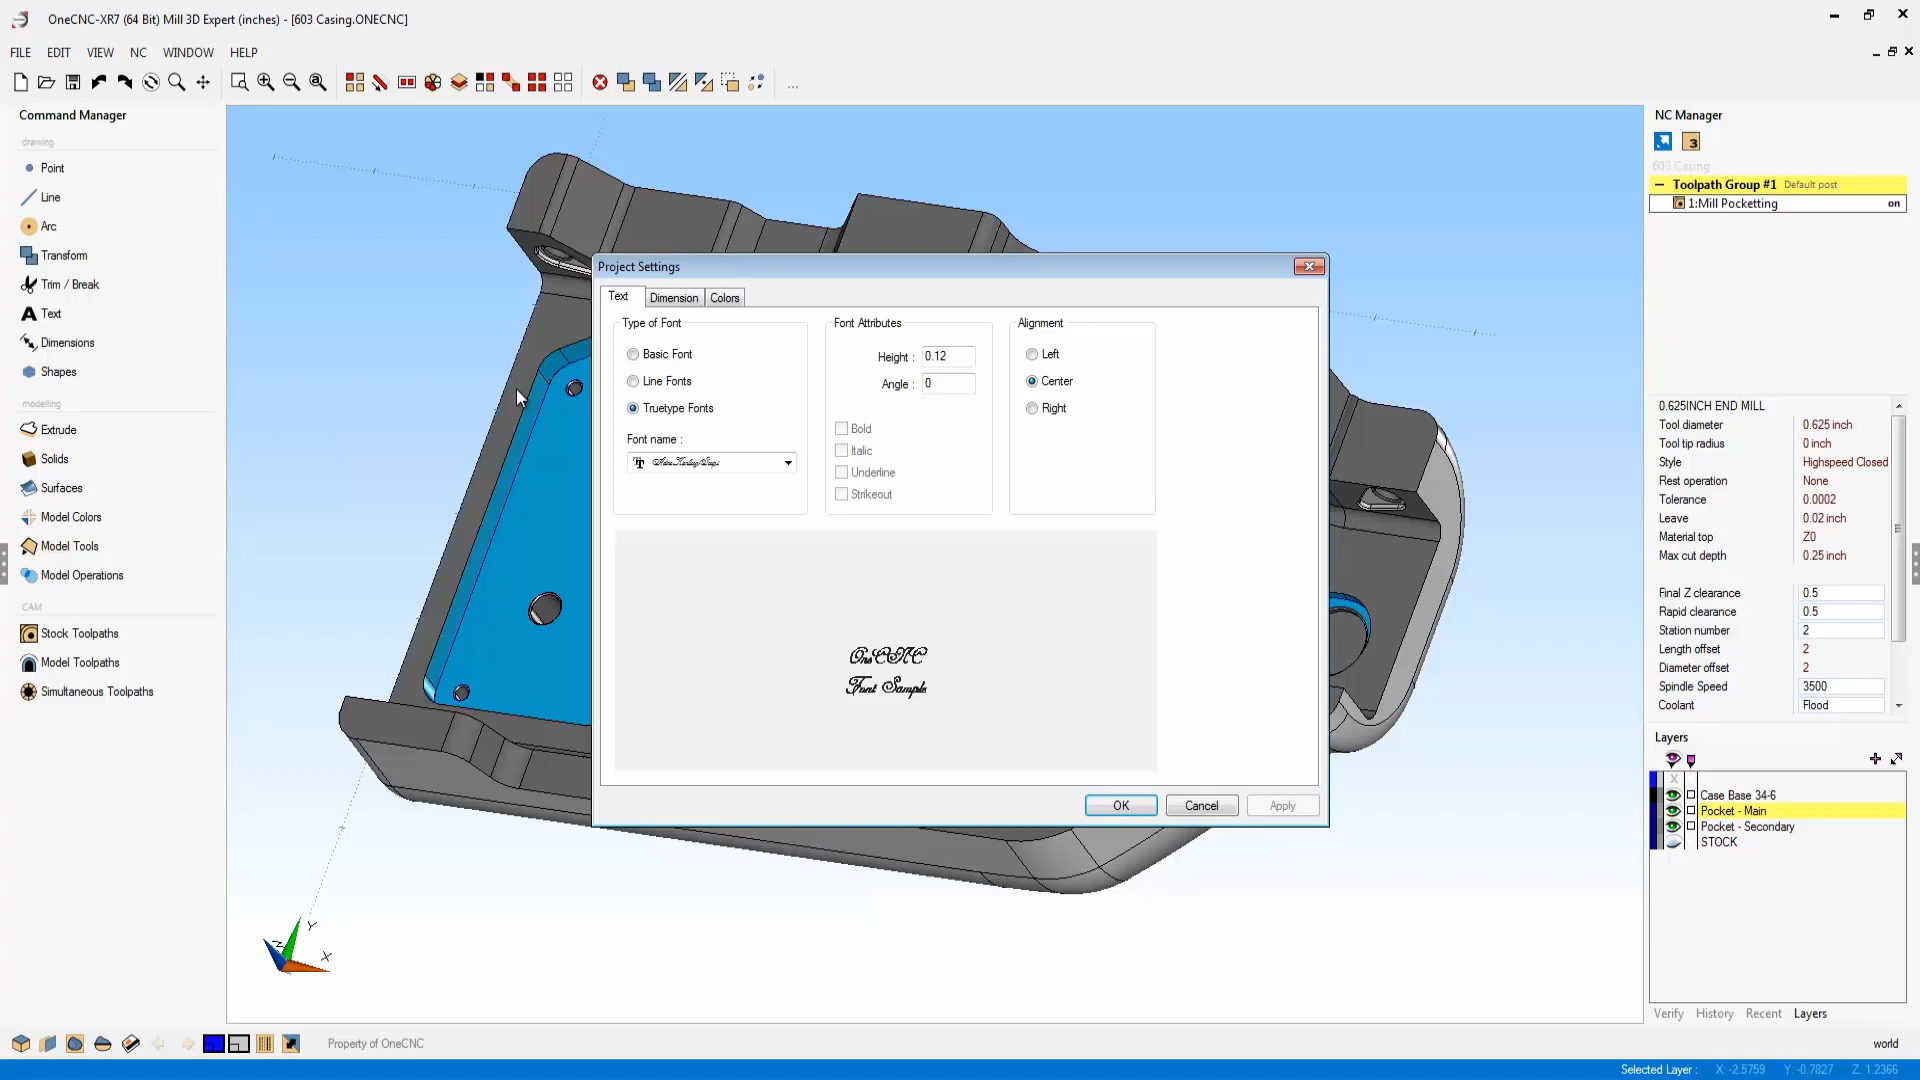 OneCNC-XR7 (64 Bit) Mill 3D Expert (inches) - [603 Casing.ONECNC]
FILE EDIT VIEW NC WINDOW HELP
...
Command Manager
drawing
Point
Line
Arc
Transform
Trim / Break
A Text
Dimensions
Shapes
modelling
Extrude
Solids
Surfaces
Model Colors
Model Tools
Model Operations
CAM
Stock Toolpaths
Model Toolpaths
Simultaneous Toolpaths
Project Settings
Text Dimension Colors
Type of Font
Basic Font
Line Fonts
Truetype Fonts
Font name :
Font Attributes
Height : 0.12
Angle : 0
Bold
Italic
Underline
Strikeout
Alignment
Left
Center
Right
OneCNC
Font Sample
OK Cancel Apply
Y
Z
X
NC Manager
3
603 Casing
Toolpath Group #1 Default post
1:Mill Pocketting on
0.625INCH END MILL
Tool diameter 0.625 inch
Tool tip radius 0 inch
Style Highspeed Closed
Rest operation None
Tolerance 0.0002
Leave 0.02 inch
Material top Z0
Max cut depth 0.25 inch
Final Z clearance 0.5
Rapid clearance 0.5
Station number 2
Length offset 2
Diameter offset 2
Spindle Speed 3500
Coolant Flood
Layers
X
Case Base 34-6
Pocket - Main
Pocket - Secondary
STOCK
Verify History Recent Layers
Property of OneCNC
world
Selected Layer : X: -2.5759 Y: -0.7827 Z: 1.2366